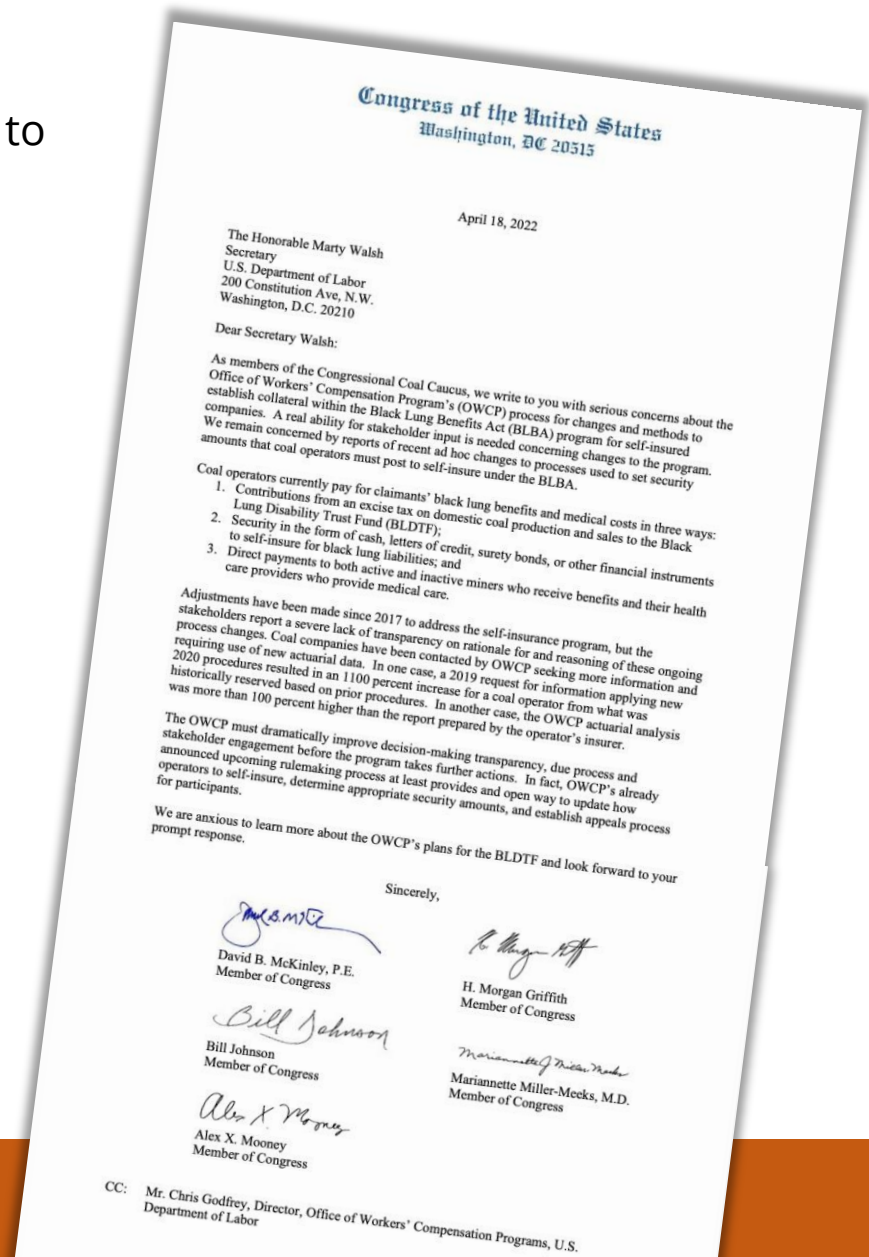 to
Congress of the United States
Washington, DC 20515
April 18, 2022
The Honorable Marty Walsh
Secretary
U.S. Department of Labor
200 Constitution Ave, N.W.
Washington, D.C. 20210
Dear Secretary Walsh:
As members of the Congressional Coal Caucus, we write to you with serious concerns about the
Office of Workers' Compensation Program's (OWCP) process for changes and methods to
establish collateral within the Black Lung Benefits Act (BLBA) program for self-insured
companies. A real ability for stakeholder input is needed concerning changes to the program.
We remain concerned by reports of recent ad hoc changes to processes used to set security
amounts that coal operators must post to self-insure under the BLBA.
Coal operators currently pay for claimants' black lung benefits and medical costs in three ways:
1. Contributions from an excise tax on domestic coal production and sales to the Black
Lung Disability Trust Fund (BLDTF);
2. Security in the form of cash, letters of credit, surety bonds, or other financial instruments
to self-insure for black lung liabilities; and
3. Direct payments to both active and inactive miners who receive benefits and their health
care providers who provide medical care.
Adjustments have been made since 2017 to address the self-insurance program, but the
stakeholders report a severe lack of transparency on rationale for and reasoning of these ongoing
process changes. Coal companies have been contacted by OWCP seeking more information and
requiring use of new actuarial data. In one case, a 2019 request for information applying new
2020 procedures resulted in an 1100 percent increase for a coal operator from what was
historically reserved based on prior procedures. In another case, the OWCP actuarial analysis
was more than 100 percent higher than the report prepared by the operator's insurer.
The OWCP must dramatically improve decision-making transparency, due process and
stakeholder engagement before the program takes further actions. In fact, OWCP's already
announced upcoming rulemaking process at least provides and open way to update how
operators to self-insure, determine appropriate security amounts, and establish appeals process
for participants.
We are anxious to learn more about the OWCP's plans for the BLDTF and look forward to your
prompt response.
Sincerely,
David B. McKinley, P.E.
Member of Congress
H. Morgan Griffith
Member of Congress
Bill Johnson
Bill Johnson
Member of Congress
Mariannette J Miller-Meeks
Mariannette Miller-Meeks, M.D.
Member of Congress
Alex X. Mooney
Alex X. Mooney
Member of Congress
CC: Mr. Chris Godfrey, Director, Office of Workers' Compensation Programs, U.S.
Department of Labor